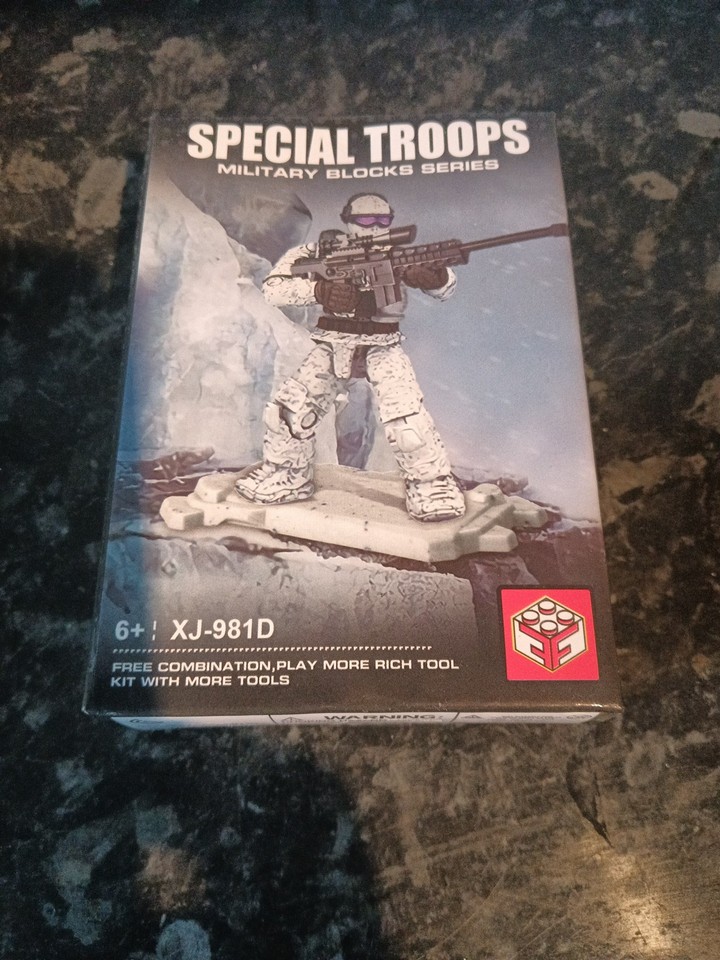 SPECIAL TROOPS
MILITARY BLOCKS SERIES
6+ ¦ XJ-981D
FREE COMBINATION,PLAY MORE RICH TOOL
KIT WITH MORE TOOLS
WARNING: